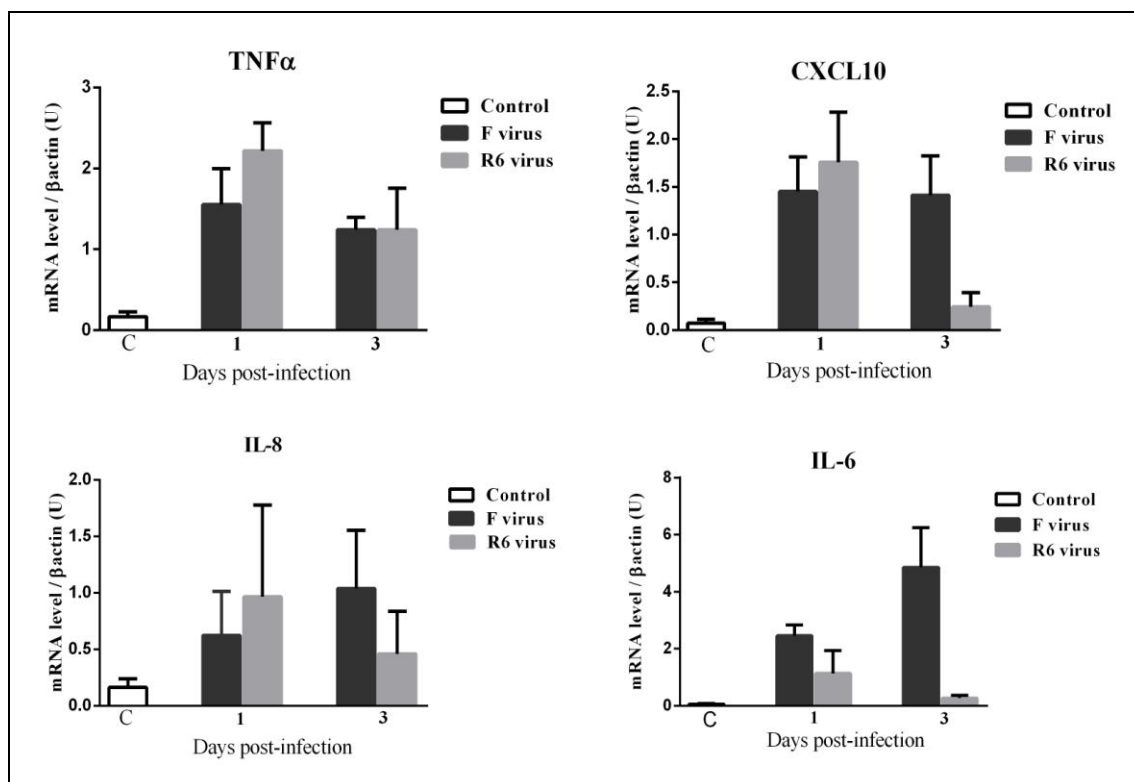 TNFα
mRNA level / βactin (U)
3
2
1
0
C
1
3
Days post-infection
Control
F virus
R6 virus
CXCL10
mRNA level / βactin (U)
2.5
2.0
1.5
1.0
0.5
0.0
C
1
3
Days post-infection
Control
F virus
R6 virus
IL-8
mRNA level / βactin (U)
2.0
1.5
1.0
0.5
0.0
C
1
3
Days post-infection
Control
F virus
R6 virus
IL-6
mRNA level / βactin (U)
8
6
4
2
0
C
1
3
Days post-infection
Control
F virus
R6 virus